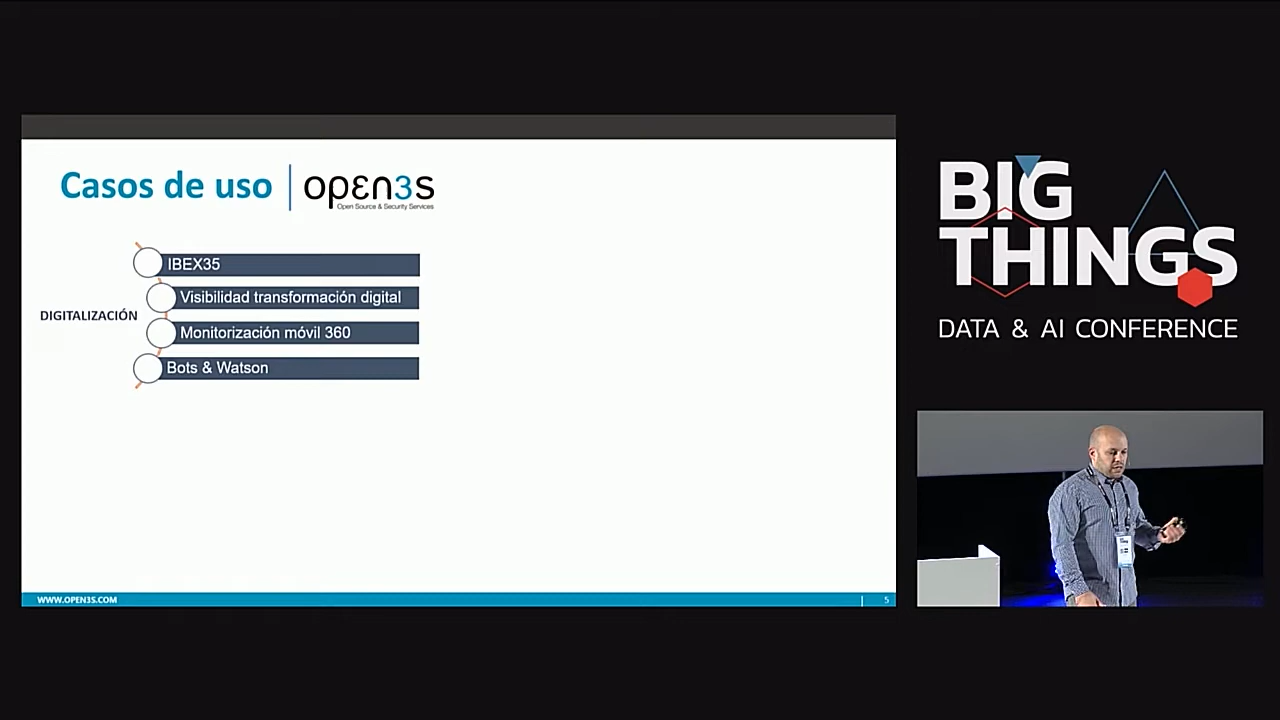 Casos de uso
opεn3s
Open Source & Security Services
DIGITALIZACIÓN
IBEX35
Visibilidad transformación digital
Monitorización móvil 360
Bots & Watson
WWW.OPEN3S.COM
5
BIG
THINGS
DATA & AI CONFERENCE